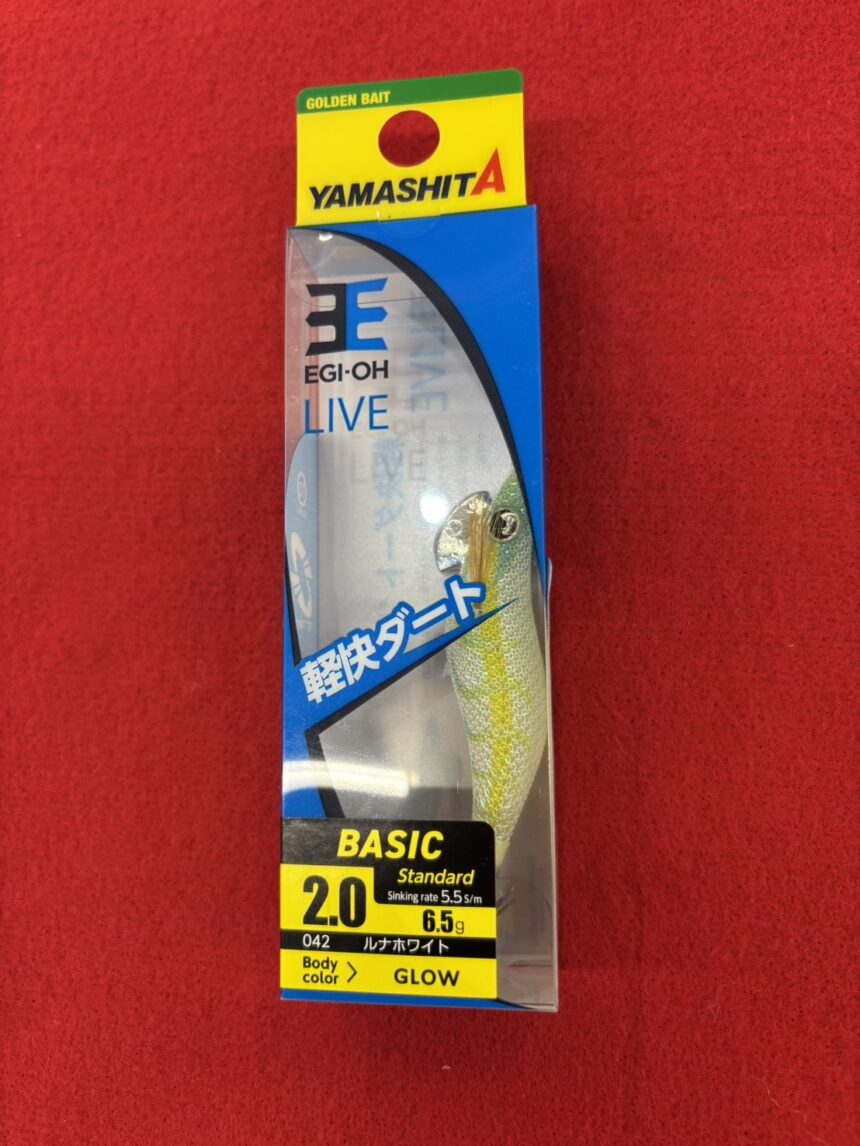 GOLDEN BAIT
YAMASHITA
EGI-OH
LIVE
軽快ダート
BASIC
Standard
Sinking rate 5.5 S/m
2.0
6.5g
042 ルナホワイト
Body color > GLOW